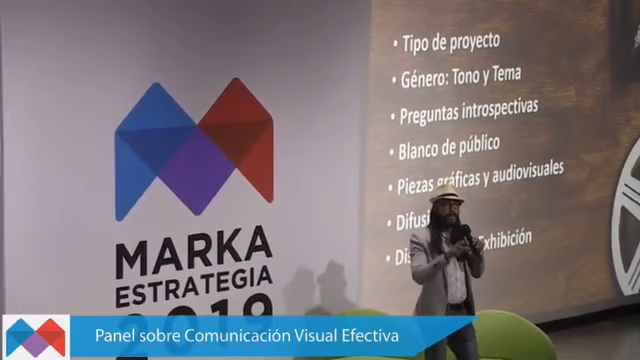 MARKA
ESTRATEGIA
2019
• Tipo de proyecto
• Género: Tono y Tema
• Preguntas introspectivas
• Blanco de público
• Piezas gráficas y audiovisuales
Exhibición
Panel sobre Comunicación Visual Efectiva